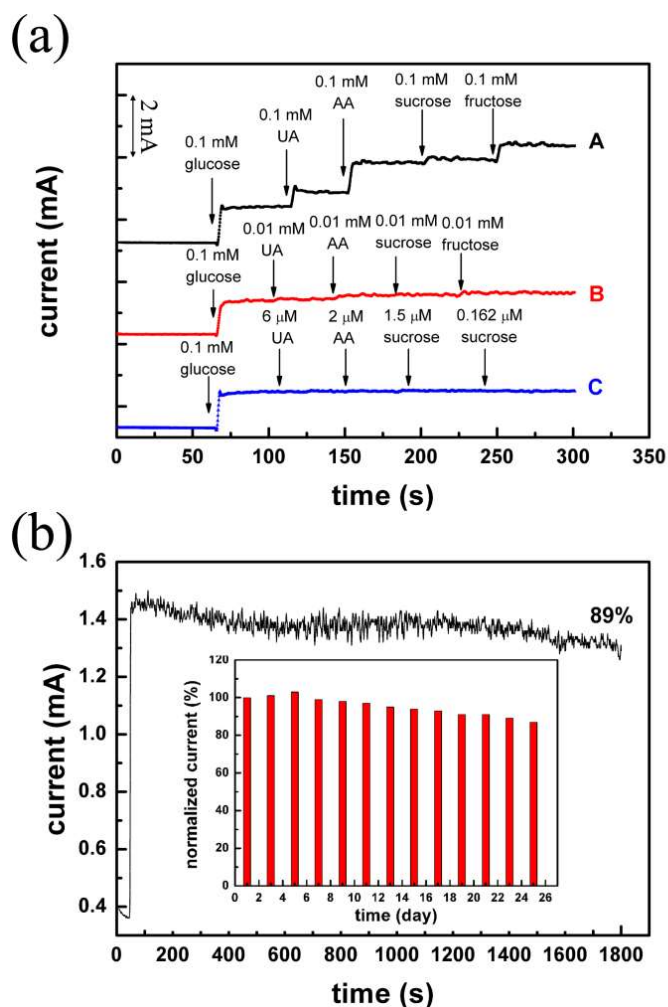 (a)
2 mA
0.1 mM
glucose
0.1 mM
UA
0.1 mM
AA
0.1 mM
sucrose
0.1 mM
fructose
A
0.1 mM
glucose
0.01 mM
UA
0.01 mM
AA
0.01 mM
sucrose
0.01 mM
fructose
B
0.1 mM
glucose
6 μM
UA
2 μM
AA
1.5 μM
sucrose
0.162 μM
sucrose
C
current (mA)
0 50 100 150 200 250 300 350
time (s)
(b)
1.6
1.4
1.2
1.0
0.8
0.6
0.4
current (mA)
89%
120
100
80
60
40
20
0
normalized current (%)
0 2 4 6 8 10 12 14 16 18 20 22 24 26
time (day)
0 200 400 600 800 1000 1200 1400 1600 1800
time (s)